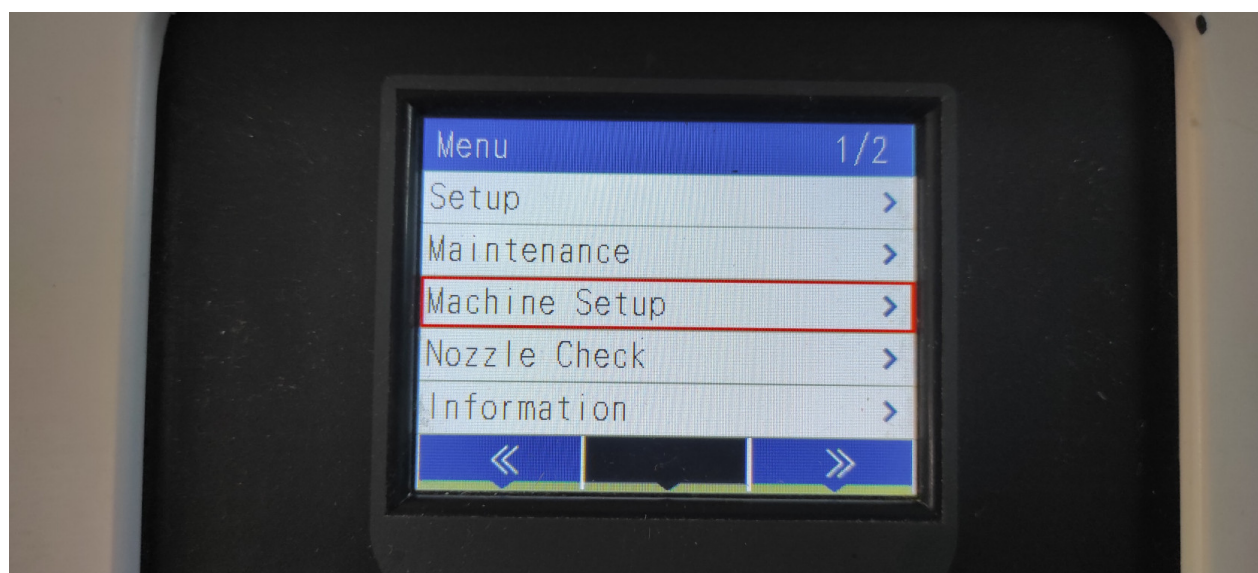 Menu 1/2
Setup
Maintenance
Machine Setup
Nozzle Check
Information